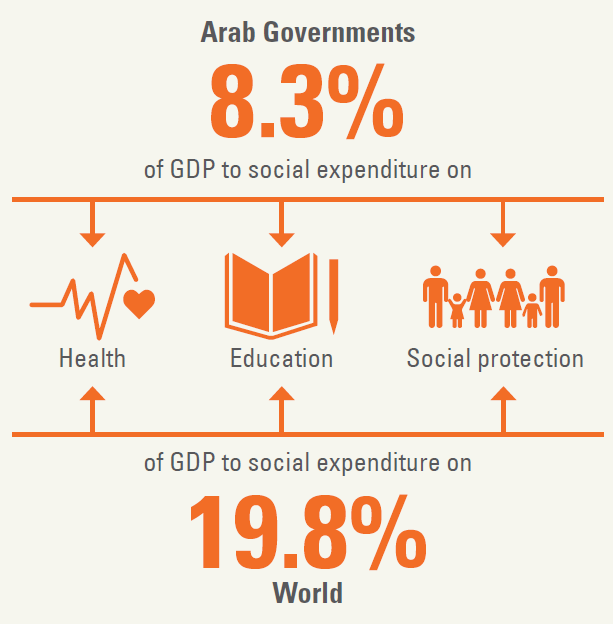 Arab Governments
8.3%
of GDP to social expenditure on
Health
Education
Social protection
of GDP to social expenditure on
19.8%
World